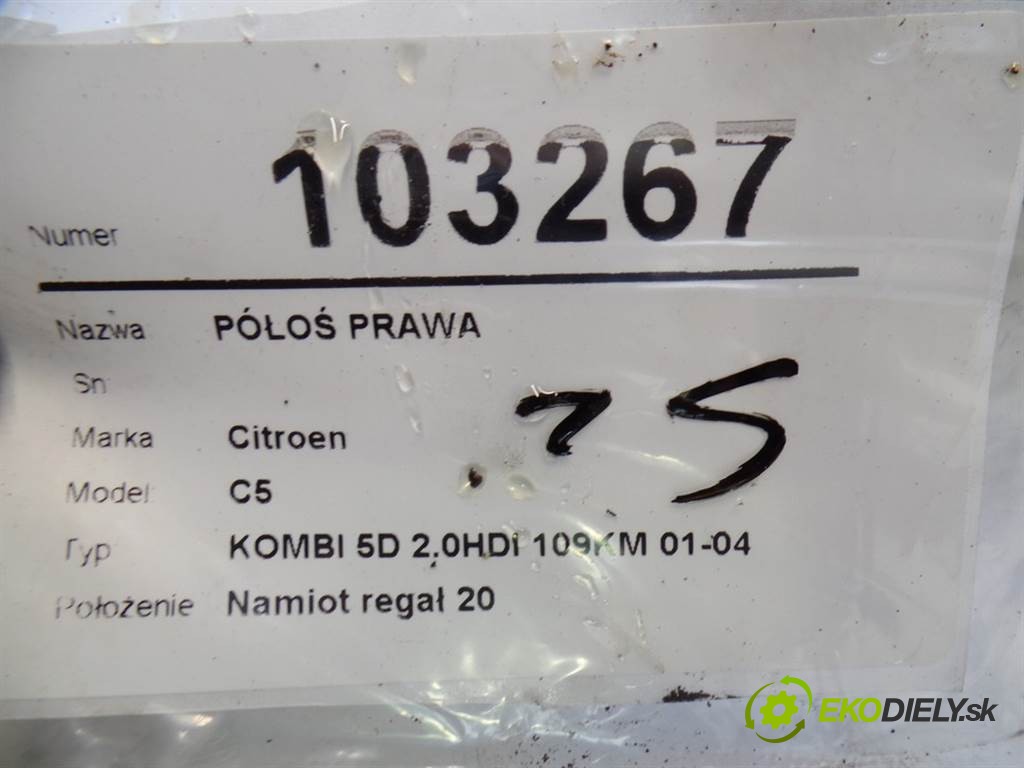 Numer 103267
Nazwa PÓŁOŚ PRAWA
Sn
Marka Citroen
Model C5
Typ KOMBI 5D 2.0HDI 109KM 01-04
Położenie Namiot regał 20
EKODIELY.sk